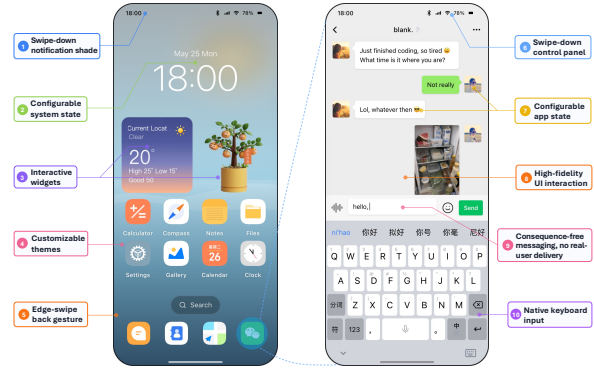 18:00
78%
May 25 Mon
18:00
Current Locat
Clear
20°
High 25° Low 15°
Good 50
Calculator
Compass
Notes
Files
26
Settings
Gallery
Calendar
Clock
Search
1 Swipe-down
notification shade
2 Configurable
system state
3 Interactive
widgets
4 Customizable
themes
5 Edge-swipe
back gesture
18:00
78%
blank.
Just finished coding, so tired
What time is it where you are?
Not really
Lol, whatever then
hello,
Send
ni'hao 你好 拟好 你号 你毫 尼好
Q W E R T Y U I O P
A S D F G H J K L
分词 Z X C V B N M
符 123 , 。 中
6 Swipe-down
control panel
7 Configurable
app state
8 High-fidelity
UI interaction
9 Consequence-free
messaging, no real-
user delivery
10 Native keyboard
input